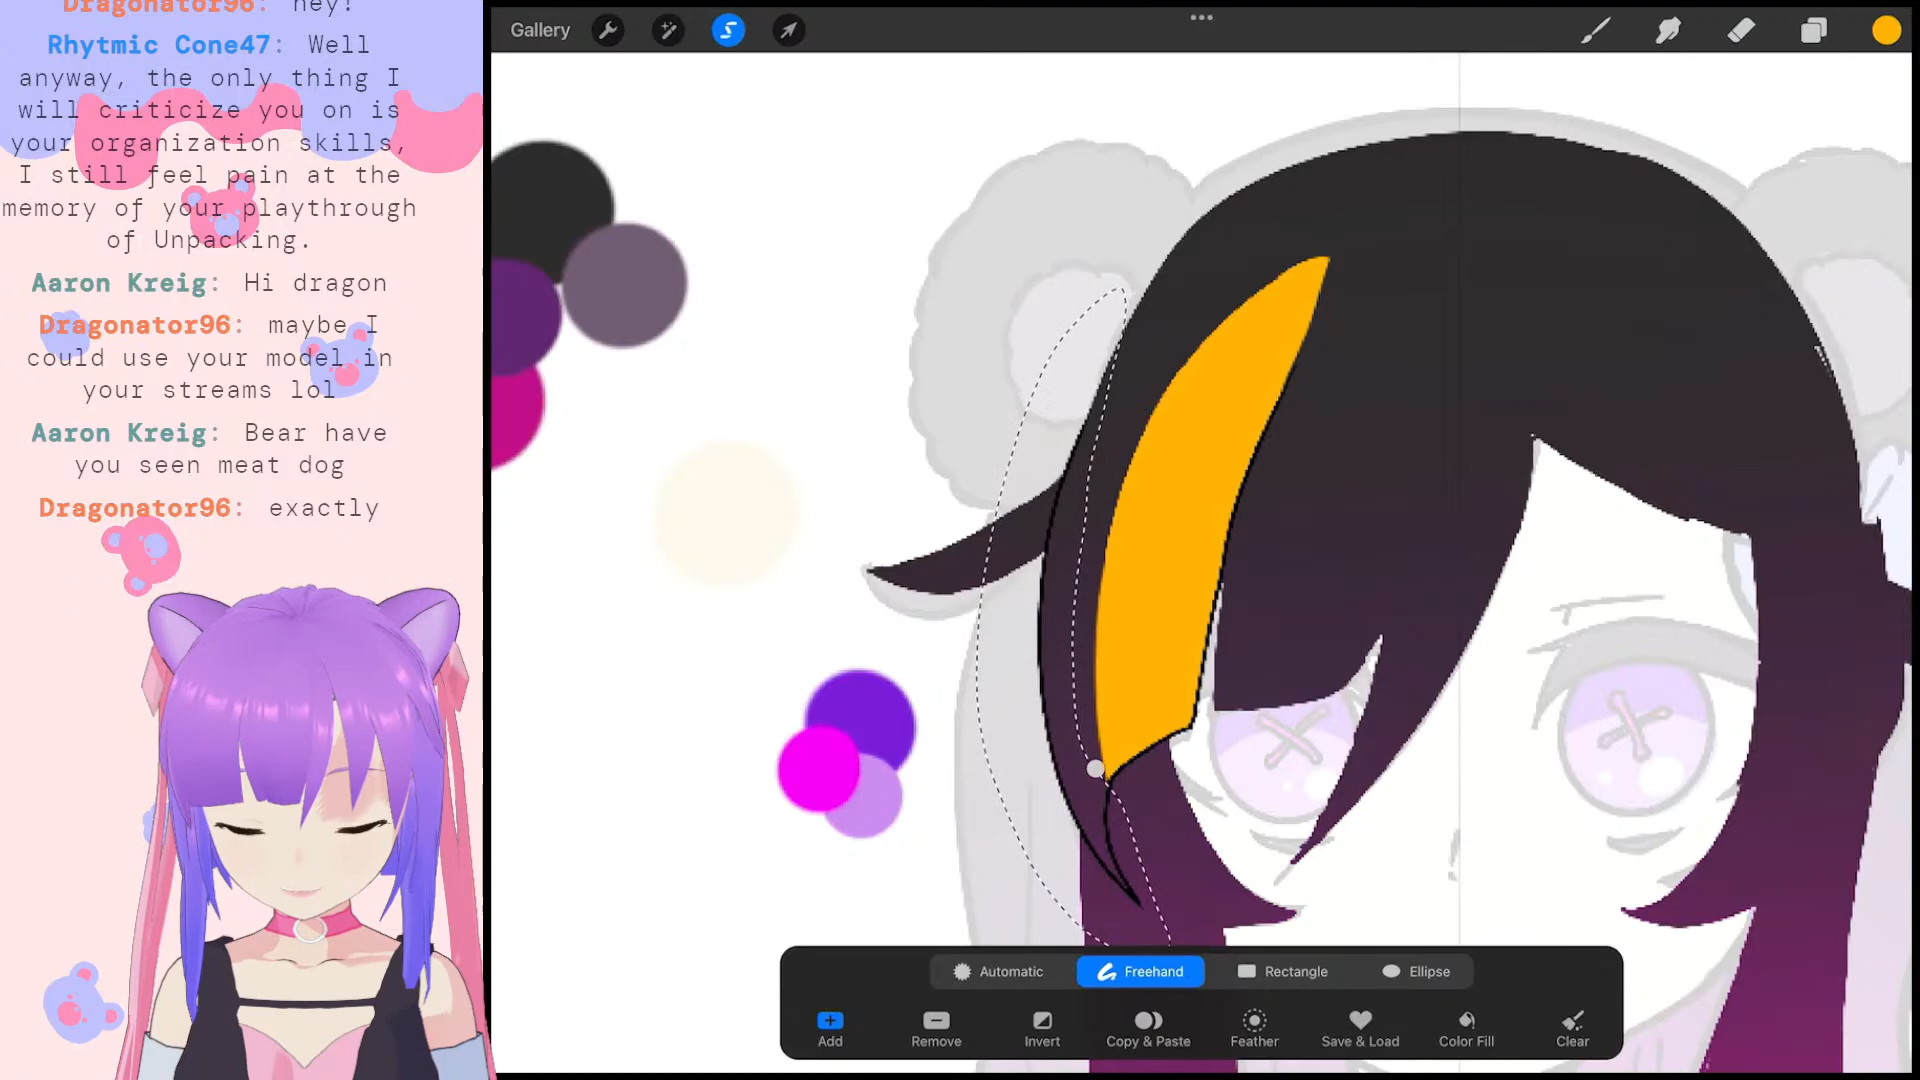 Dragonator96: hey!
Rhytmic Cone47: Well
anyway, the only thing I
will criticize you on is
your organization skills,
I still feel pain at the
memory of your playthrough
of Unpacking.
Aaron Kreig: Hi dragon
Dragonator96: maybe I
could use your model in
your streams lol
Aaron Kreig: Bear have
you seen meat dog
Dragonator96: exactly
Gallery
Automatic Freehand Rectangle Ellipse
Add Remove Invert Copy & Paste Feather Save & Load Color Fill Clear